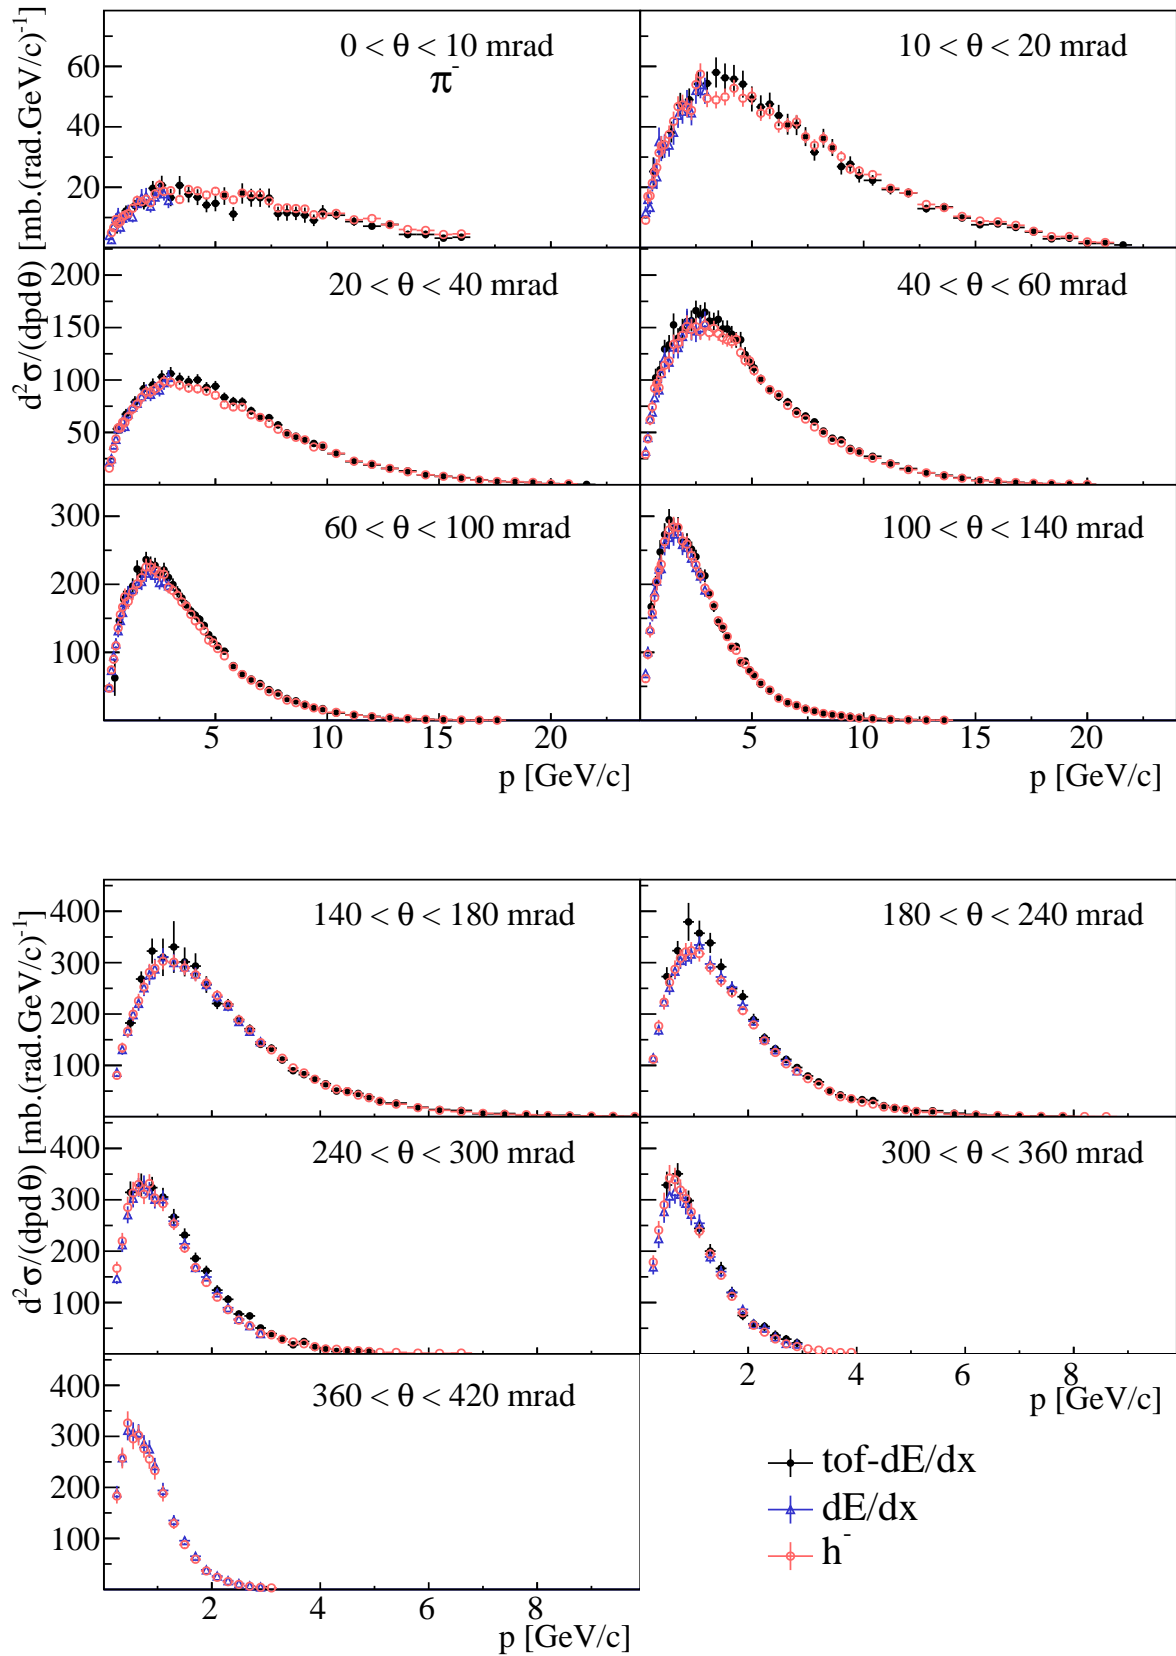 d²σ/(dpdθ) [mb.(rad.GeV/c)⁻¹]
0 < θ < 10 mrad
π⁻
10 < θ < 20 mrad
20
40
60
20 < θ < 40 mrad
40 < θ < 60 mrad
50
100
150
200
60 < θ < 100 mrad
100 < θ < 140 mrad
100
200
300
5 10 15 20
5 10 15 20
p [GeV/c]
p [GeV/c]
d²σ/(dpdθ) [mb.(rad.GeV/c)⁻¹]
140 < θ < 180 mrad
180 < θ < 240 mrad
100
200
300
400
240 < θ < 300 mrad
300 < θ < 360 mrad
100
200
300
400
2 4 6 8
p [GeV/c]
360 < θ < 420 mrad
100
200
300
400
2 4 6 8
p [GeV/c]
tof-dE/dx
dE/dx
h⁻